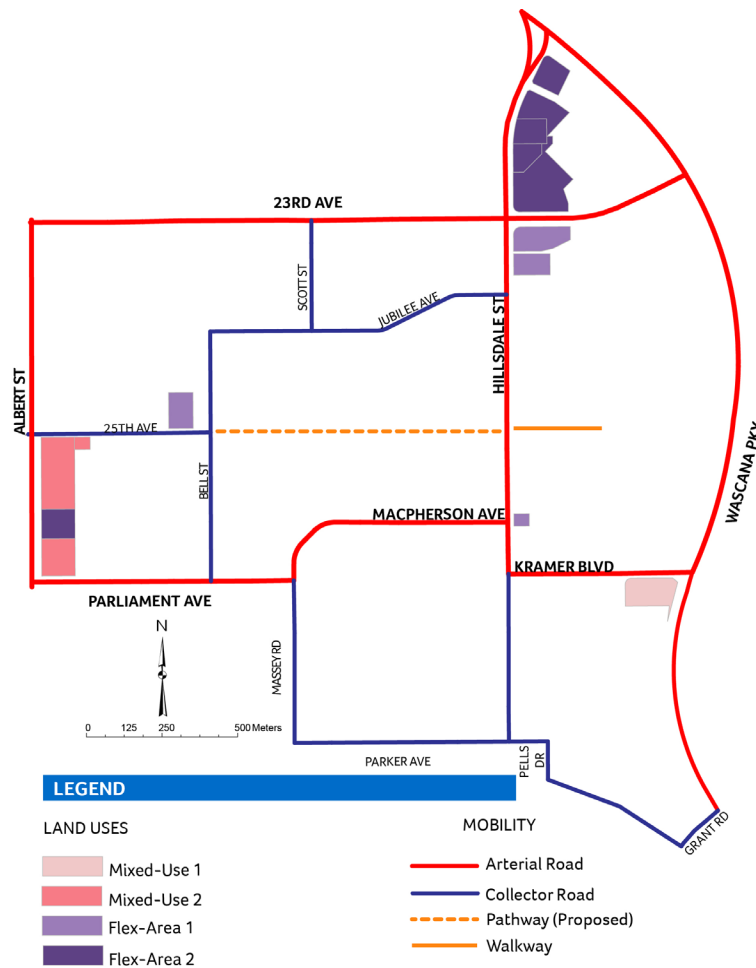 23RD AVE
SCOTT ST
JUBILEE AVE
HILLSDALE ST
ALBERT ST
25TH AVE
BELL ST
WASCANA PKY
MACPHERSON AVE
KRAMER BLVD
PARLIAMENT AVE
N
MASSEY RD
0 125 250 500 Meters
PARKER AVE
PELLS
DR
GRANT RD
LEGEND
LAND USES
Mixed-Use 1
Mixed-Use 2
Flex-Area 1
Flex-Area 2
MOBILITY
Arterial Road
Collector Road
Pathway (Proposed)
Walkway